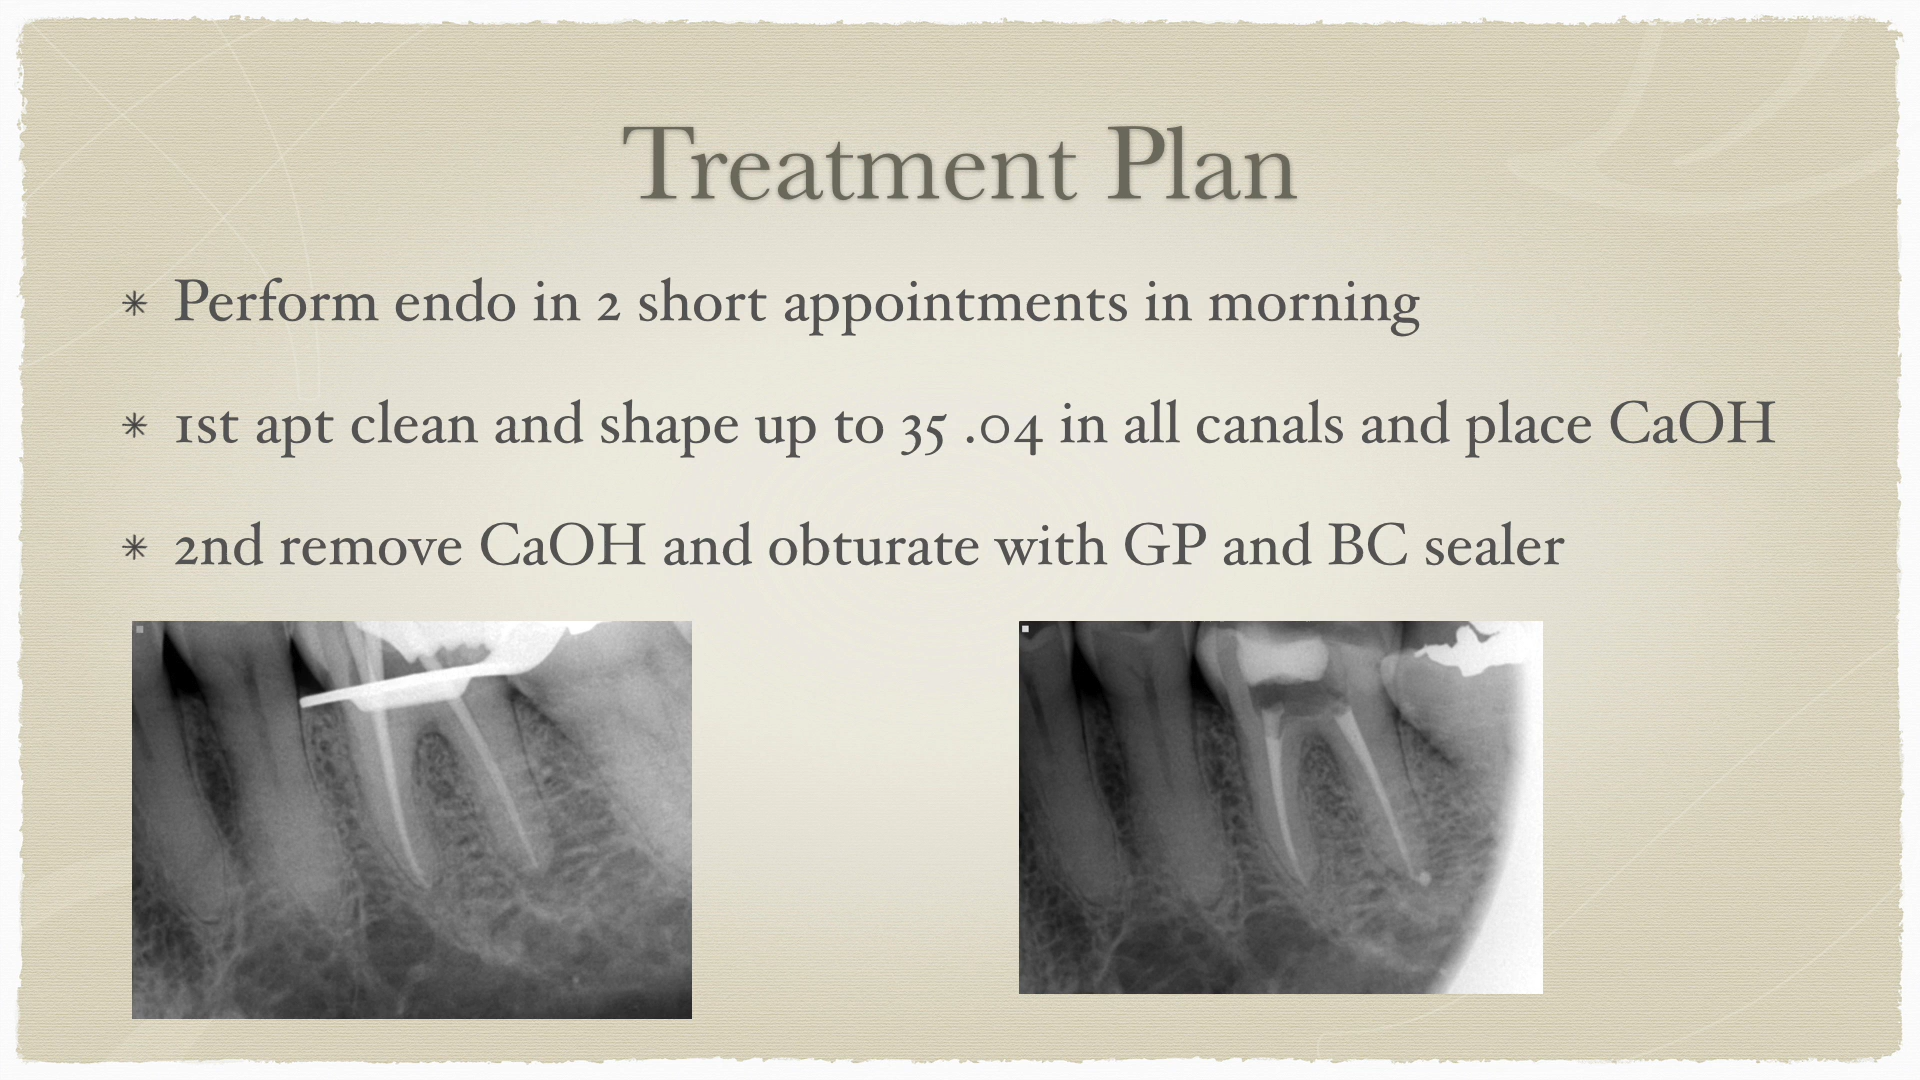 Treatment Plan
Perform endo in 2 short appointments in morning
1st apt clean and shape up to 35 .04 in all canals and place CaOH
2nd remove CaOH and obturate with GP and BC sealer